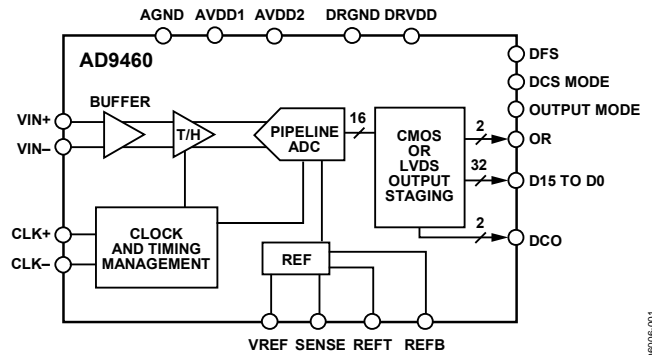 AGND AVDD1 AVDD2 DRGND DRVDD
AD9460
DFS
DCS MODE
OUTPUT MODE
BUFFER
VIN+
VIN–
T/H
PIPELINE
ADC
16
CMOS
OR
LVDS
OUTPUT
STAGING
2
OR
32
D15 TO D0
2
DCO
CLK+
CLK–
CLOCK
AND TIMING
MANAGEMENT
REF
VREF SENSE REFT REFB
06006-001